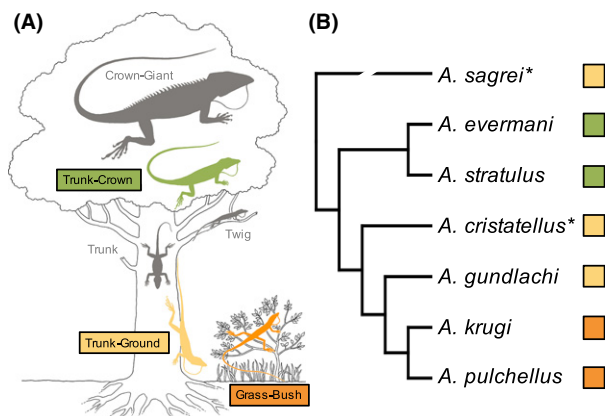 (A)
Crown-Giant
Trunk-Crown
Trunk
Twig
Trunk-Ground
Grass-Bush
(B)
A. sagrei*
A. evermani
A. stratulus
A. cristatellus*
A. gundlachi
A. krugi
A. pulchellus